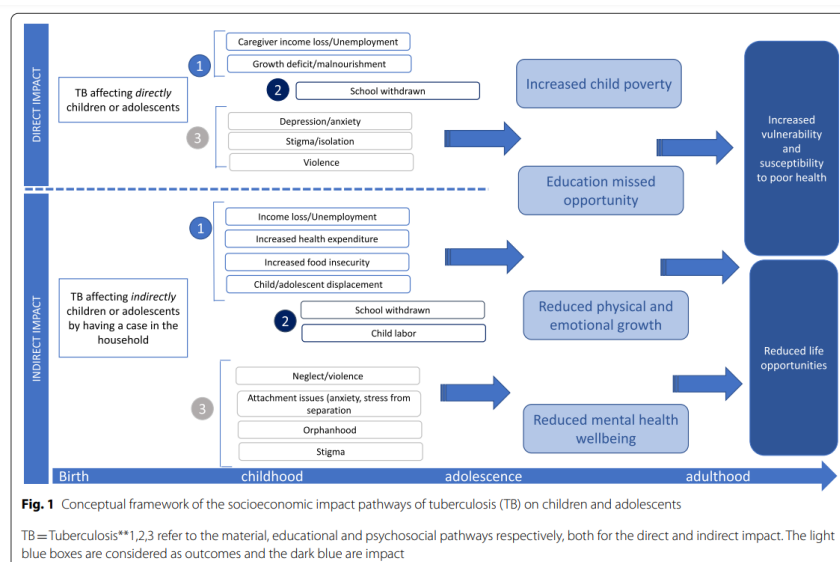 DIRECT IMPACT
TB affecting directly
children or adolescents
1
Caregiver income loss/Unemployment
Growth deficit/malnourishment
2
School withdrawn
3
Depression/anxiety
Stigma/isolation
Violence
INDIRECT IMPACT
TB affecting indirectly
children or adolescents
by having a case in the
household
1
Income loss/Unemployment
Increased health expenditure
Increased food insecurity
Child/adolescent displacement
2
School withdrawn
Child labor
3
Neglect/violence
Attachment issues (anxiety, stress from
separation
Orphanhood
Stigma
Increased child poverty
Education missed
opportunity
Reduced physical and
emotional growth
Reduced mental health
wellbeing
Increased
vulnerability
and
susceptibility
to poor health
Reduced life
opportunities
Birth
childhood
adolescence
adulthood
Fig. 1 Conceptual framework of the socioeconomic impact pathways of tuberculosis (TB) on children and adolescents
TB = Tuberculosis**1,2,3 refer to the material, educational and psychosocial pathways respectively, both for the direct and indirect impact. The light
blue boxes are considered as outcomes and the dark blue are impact